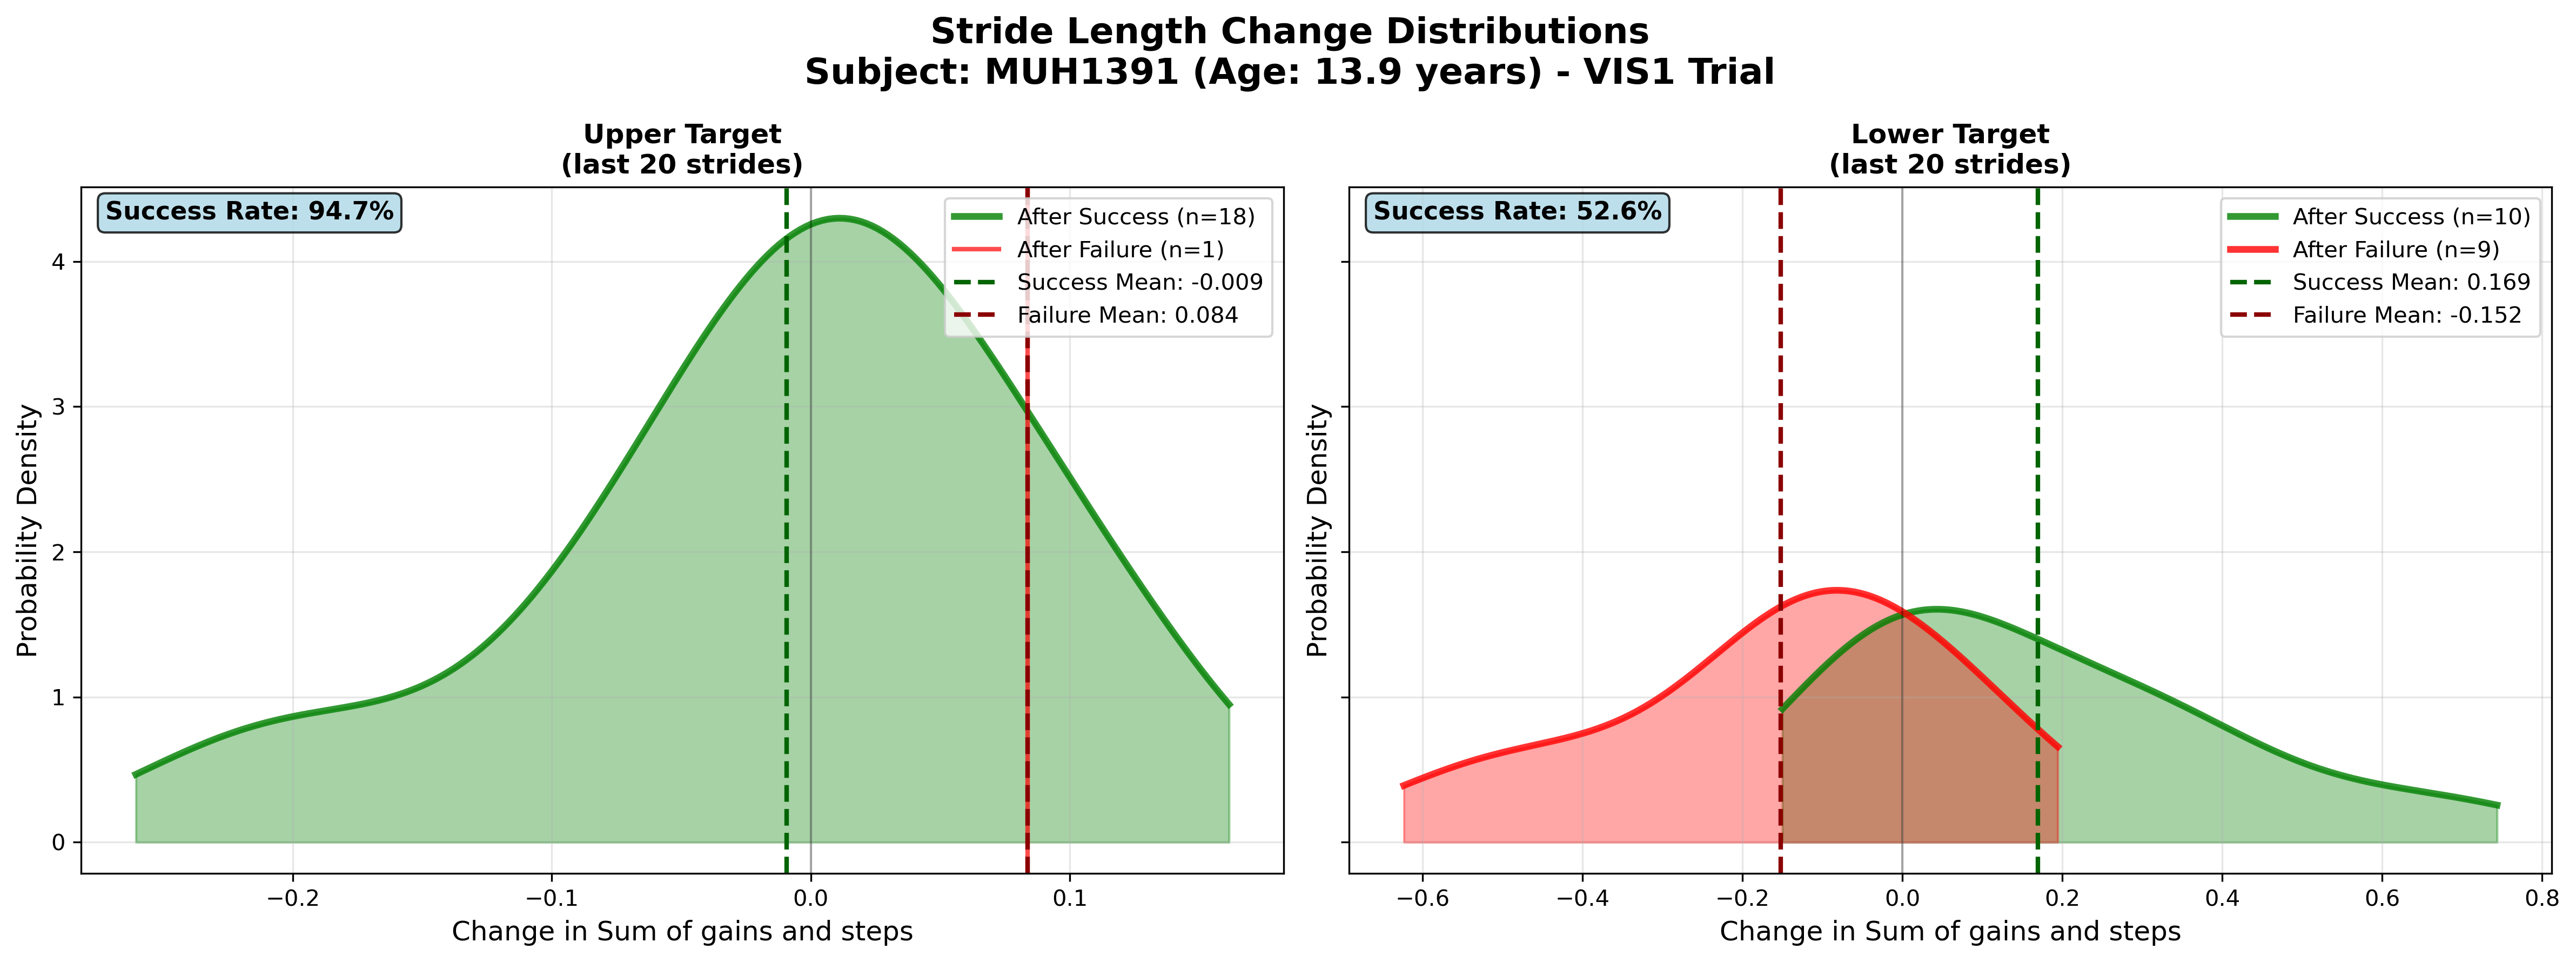 Stride Length Change Distributions
Subject: MUH1391 (Age: 13.9 years) - VIS1 Trial
Upper Target
(last 20 strides)
Success Rate: 94.7%
After Success (n=18)
After Failure (n=1)
Success Mean: -0.009
Failure Mean: 0.084
Probability Density
4
3
2
1
0
−0.2
−0.1
0.0
0.1
Change in Sum of gains and steps
Lower Target
(last 20 strides)
Success Rate: 52.6%
After Success (n=10)
After Failure (n=9)
Success Mean: 0.169
Failure Mean: -0.152
Probability Density
−0.6
−0.4
−0.2
0.0
0.2
0.4
0.6
0.8
Change in Sum of gains and steps